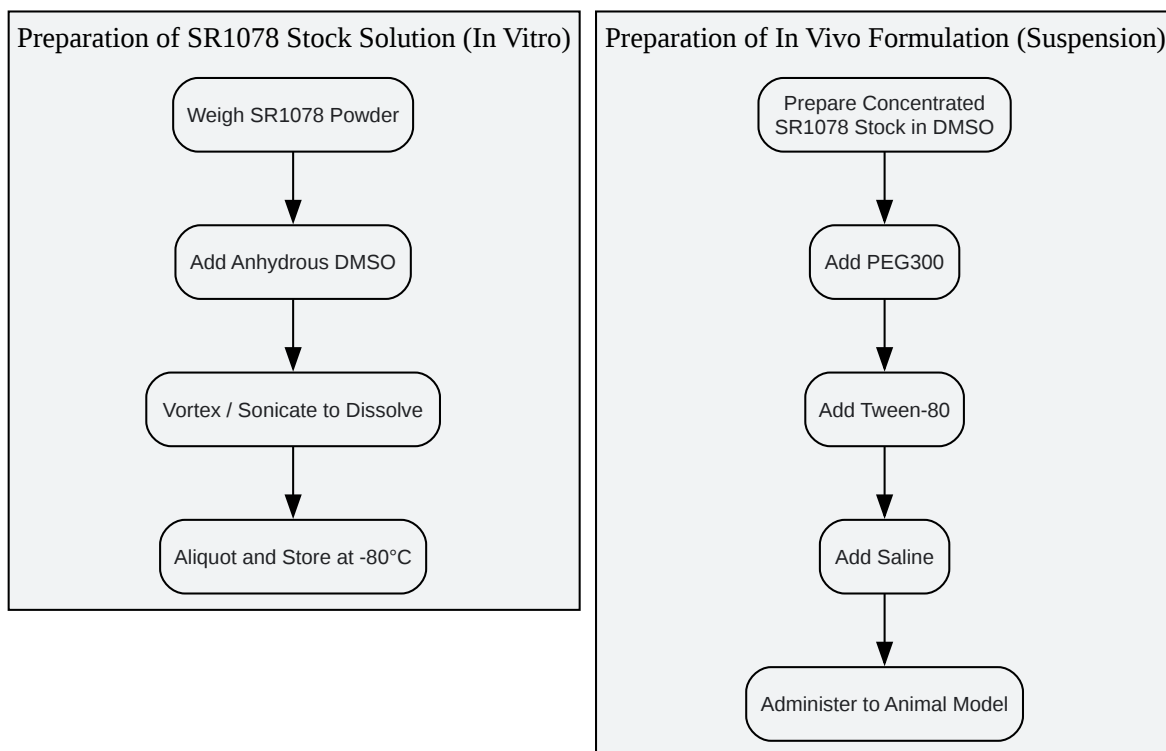 Preparation of SR1078 Stock Solution (In Vitro)
Weigh SR1078 Powder
Add Anhydrous DMSO
Vortex / Sonicate to Dissolve
Aliquot and Store at -80°C
Preparation of In Vivo Formulation (Suspension)
Prepare Concentrated
SR1078 Stock in DMSO
Add PEG300
Add Tween-80
Add Saline
Administer to Animal Model